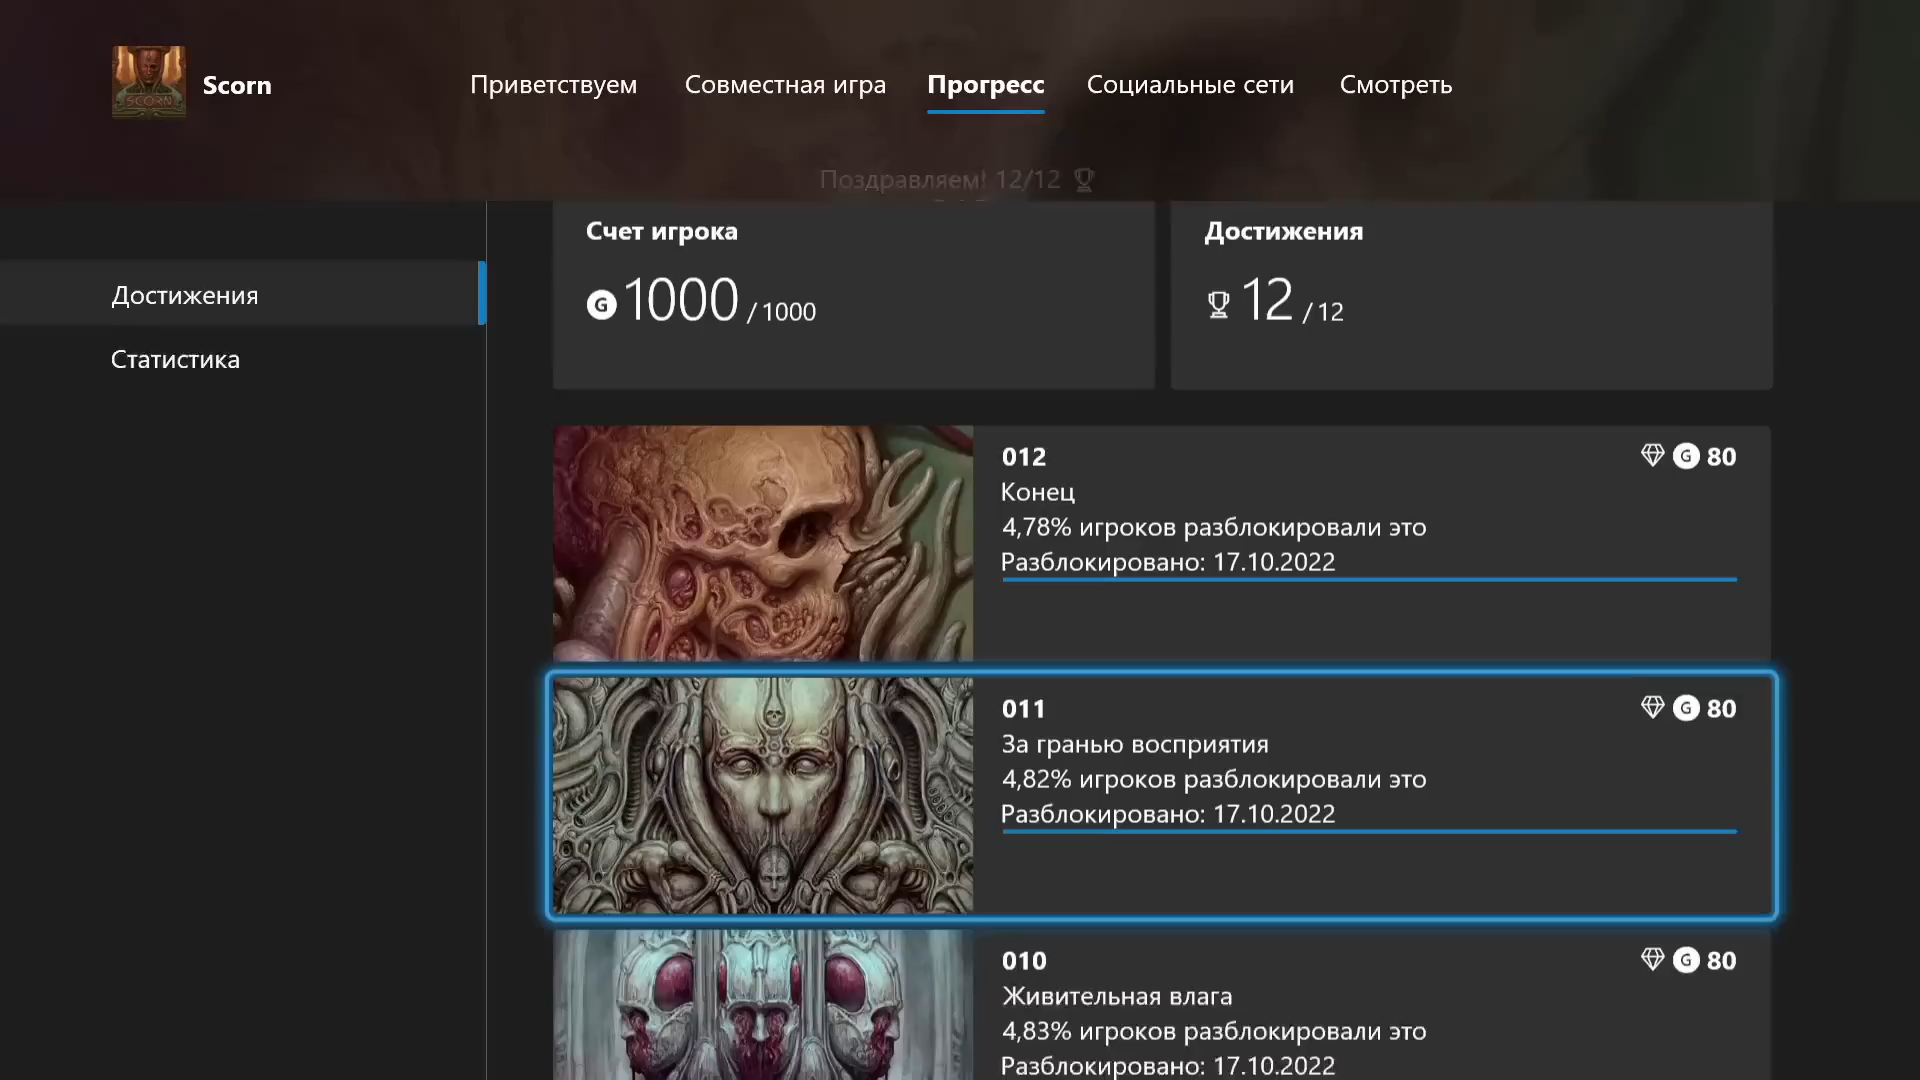 Scorn
Приветствуем
Совместная игра
Прогресс
Социальные сети
Смотреть
Поздравляем! 12/12
Достижения
Статистика
Счет игрока
G 1000 / 1000
Достижения
12 / 12
012
G 80
Конец
4,78% игроков разблокировали это
Разблокировано: 17.10.2022
011
G 80
За гранью восприятия
4,82% игроков разблокировали это
Разблокировано: 17.10.2022
010
G 80
Живительная влага
4,83% игроков разблокировали это
Разблокировано: 17.10.2022
SCORN